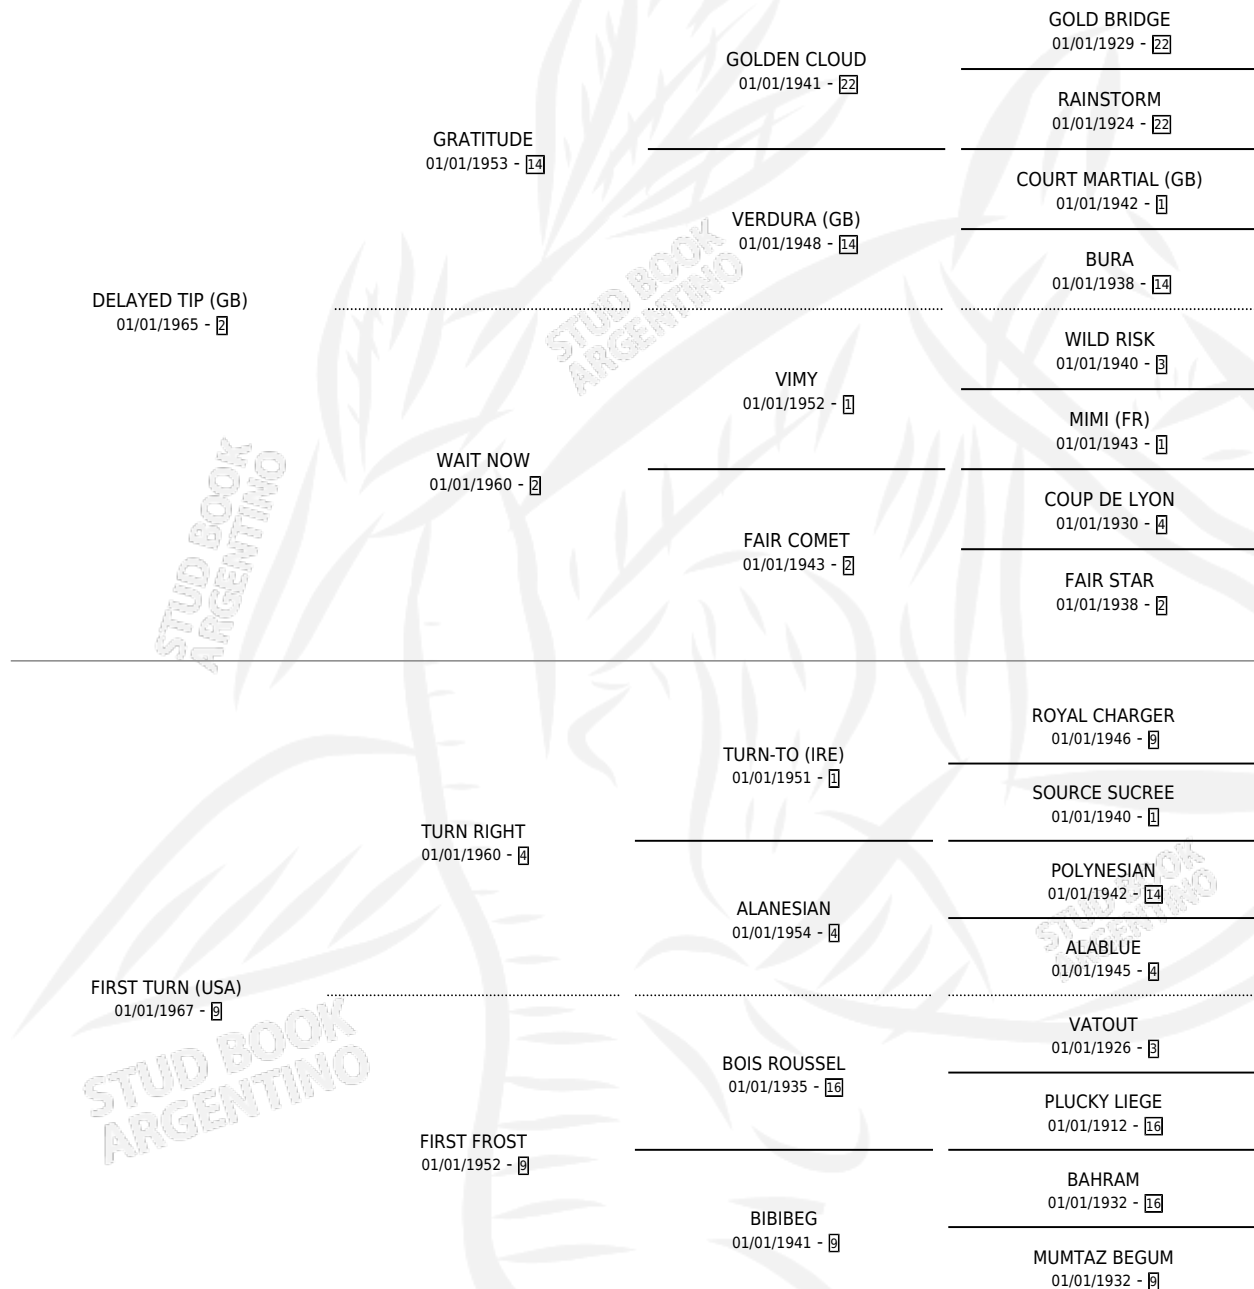 GOLD BRIDGE
01/01/1929 - 22
GOLDEN CLOUD
01/01/1941 - 22
RAINSTORM
01/01/1924 - 22
GRATITUDE
01/01/1953 - 14
COURT MARTIAL (GB)
01/01/1942 - 1
VERDURA (GB)
01/01/1948 - 14
BURA
01/01/1938 - 14
DELAYED TIP (GB)
01/01/1965 - 2
WILD RISK
01/01/1940 - 3
VIMY
01/01/1952 - 1
MIMI (FR)
01/01/1943 - 1
WAIT NOW
01/01/1960 - 2
COUP DE LYON
01/01/1930 - 4
FAIR COMET
01/01/1943 - 2
FAIR STAR
01/01/1938 - 2
ROYAL CHARGER
01/01/1946 - 9
TURN-TO (IRE)
01/01/1951 - 1
SOURCE SUCREE
01/01/1940 - 1
TURN RIGHT
01/01/1960 - 4
POLYNESIAN
01/01/1942 - 14
ALANESIAN
01/01/1954 - 4
ALABLUE
01/01/1945 - 4
FIRST TURN (USA)
01/01/1967 - 9
VATOUT
01/01/1926 - 3
BOIS ROUSSEL
01/01/1935 - 16
PLUCKY LIEGE
01/01/1912 - 16
FIRST FROST
01/01/1952 - 9
BAHRAM
01/01/1932 - 16
BIBIBEG
01/01/1941 - 9
MUMTAZ BEGUM
01/01/1932 - 9
STUD BOOK
ARGENTINO
STUD BOOK
ARGENTINO
STUD BOOK
ARGENTINO
STUD BOOK
ARGENTINO